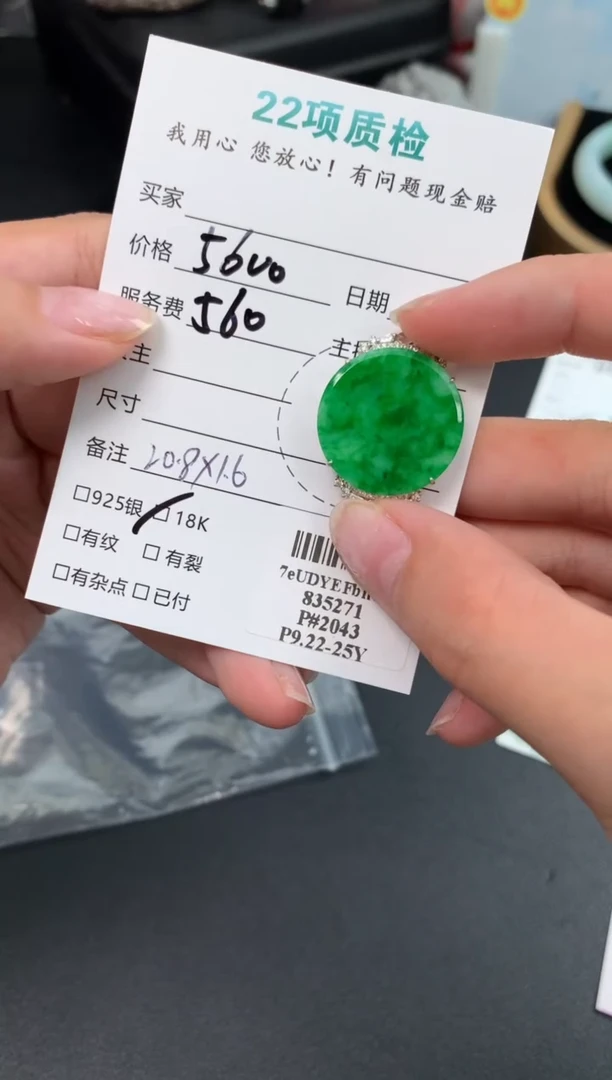 22项质检
我用心 您放心！有问题现金赔
买家
价格 5600 日期
服务费 560 主
主
尺寸
备注 20.8X1.6
□925银 □18K
□有纹 □有裂
□有杂点 □已付
835271
P#2043
P9.22-25Y